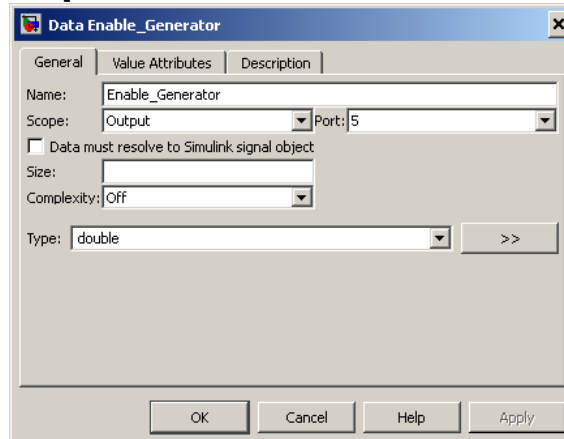 Data Enable_Generator
General Value Attributes Description
Name: Enable_Generator
Scope: Output Port: 5
Data must resolve to Simulink signal object
Size:
Complexity: Off
Type: double >>
OK Cancel Help Apply